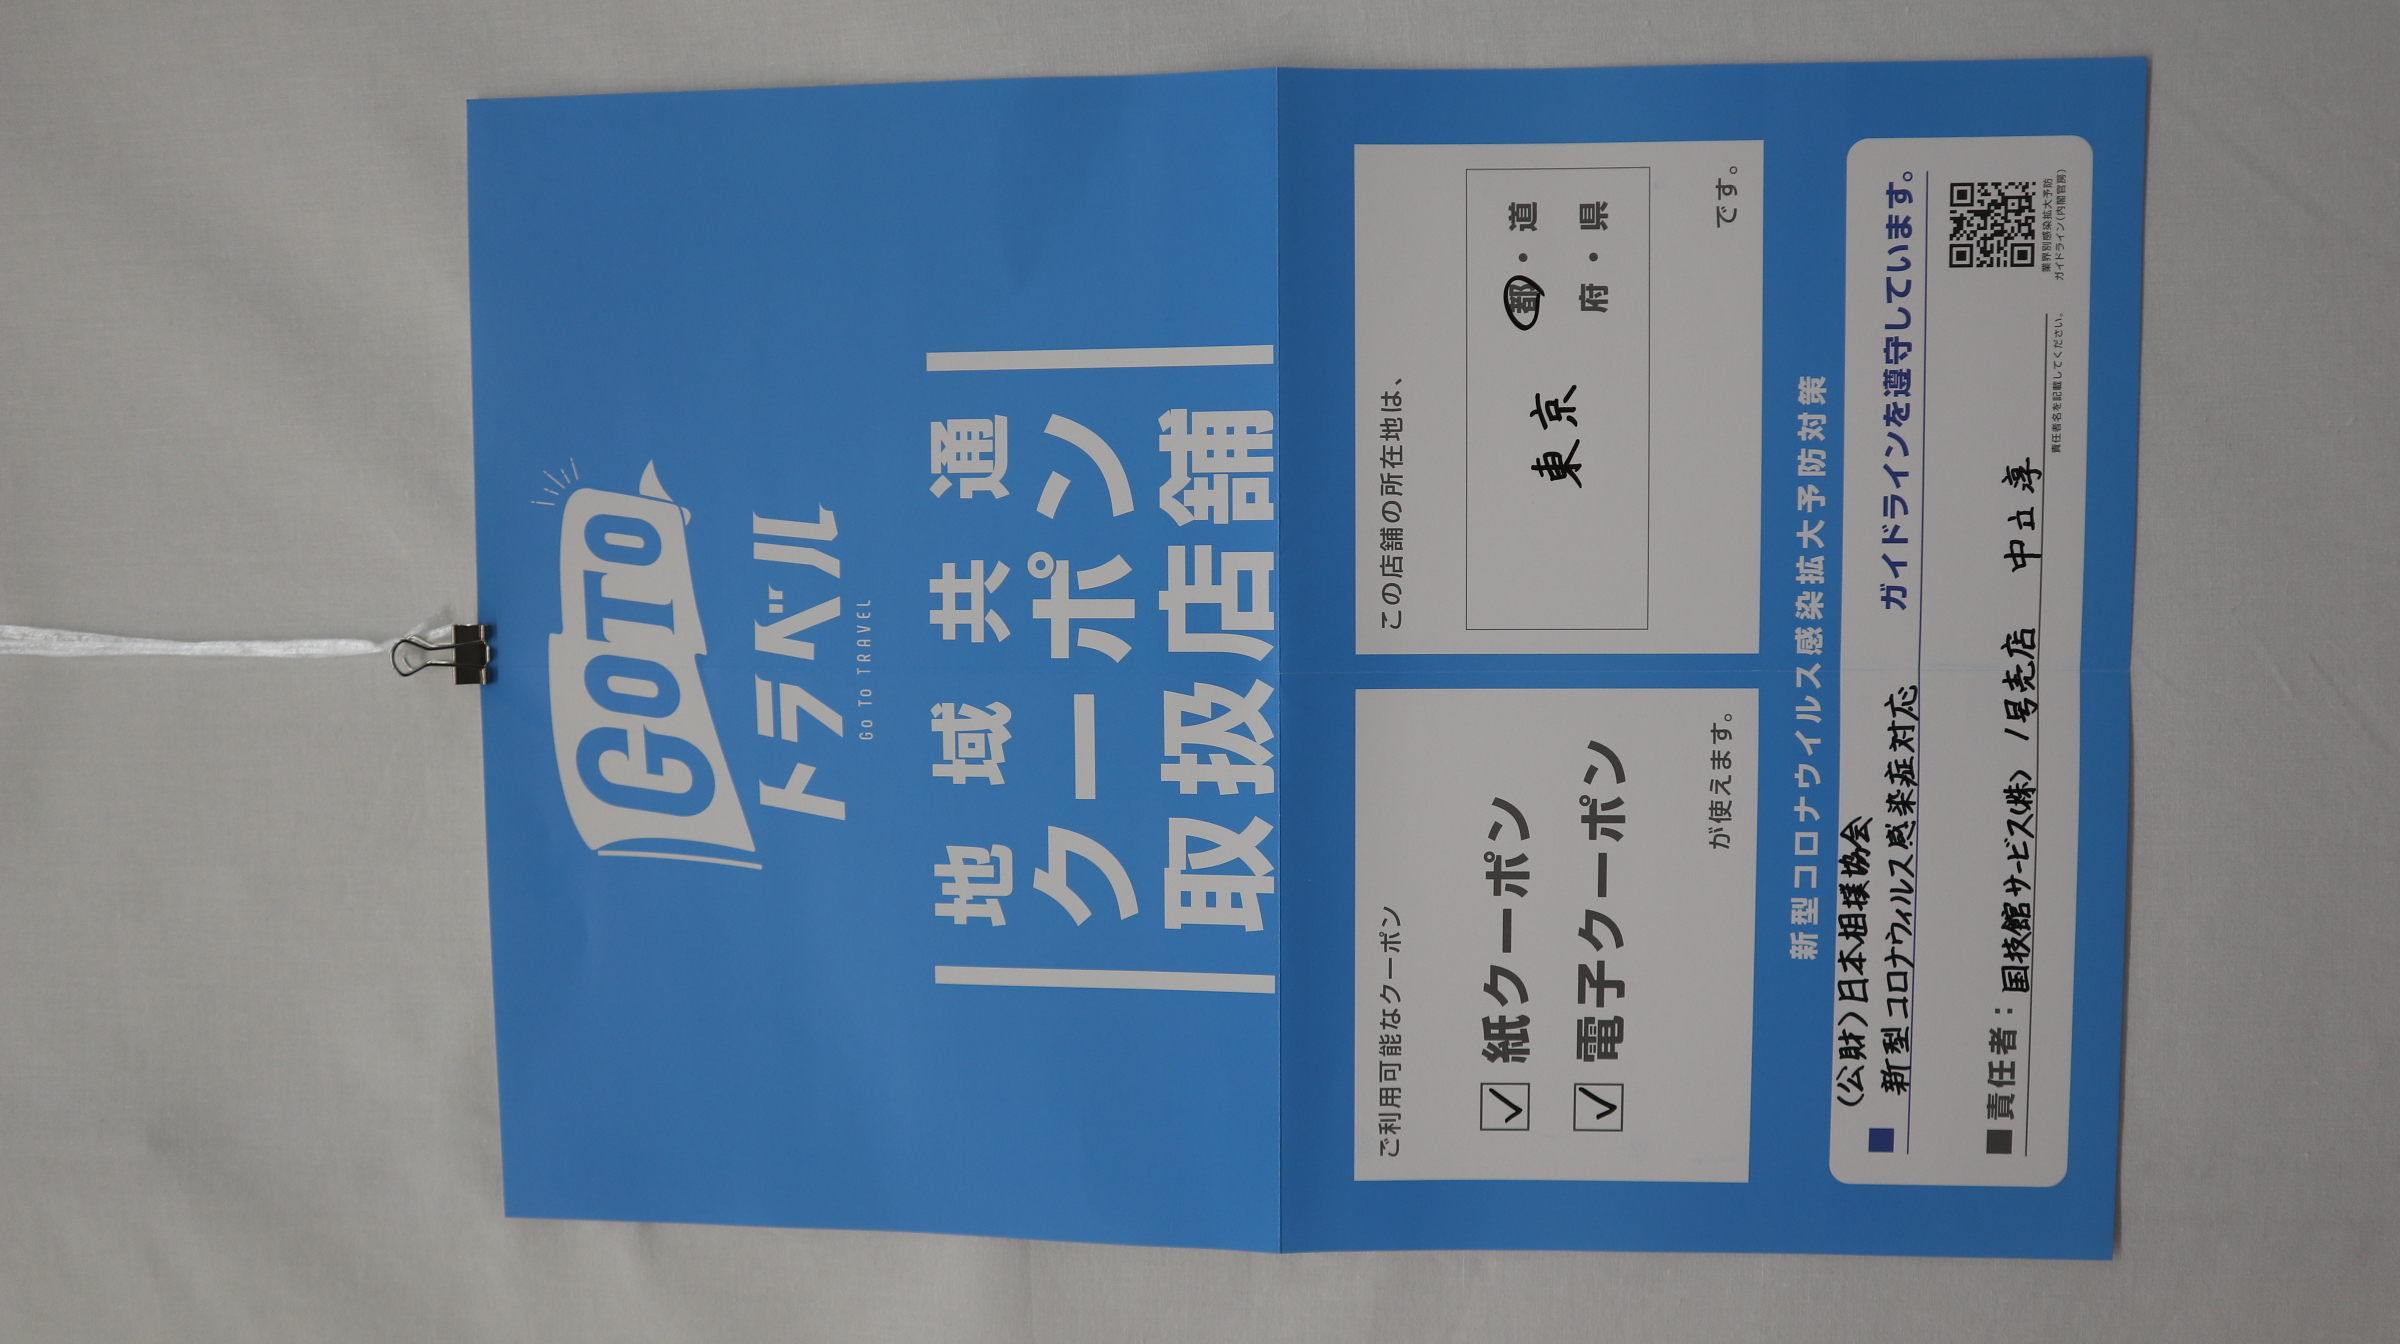 GOTO
トラベル
GO TO TRAVEL
地域共通
クーポン
取扱店舗
ご利用可能なクーポン
紙クーポン
電子クーポン
が使えます。
この店舗の所在地は、
東京 都・道
府・県
です。
新型コロナウイルス感染拡大予防対策
(公財)日本相撲協会
■ 新型コロナウィルス感染症対応 ガイドラインを遵守しています。
■責任者：国技館サービス(株) 1号売店 中立 淳
責任者名を記載してください。
業界別感染拡大予防
ガイドライン(内閣官房)